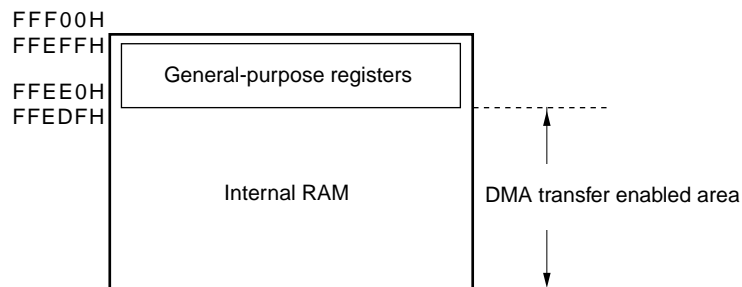 FFF00H
FFEFFH
General-purpose registers
FFEE0H
FFEDFH
Internal RAM
DMA transfer enabled area